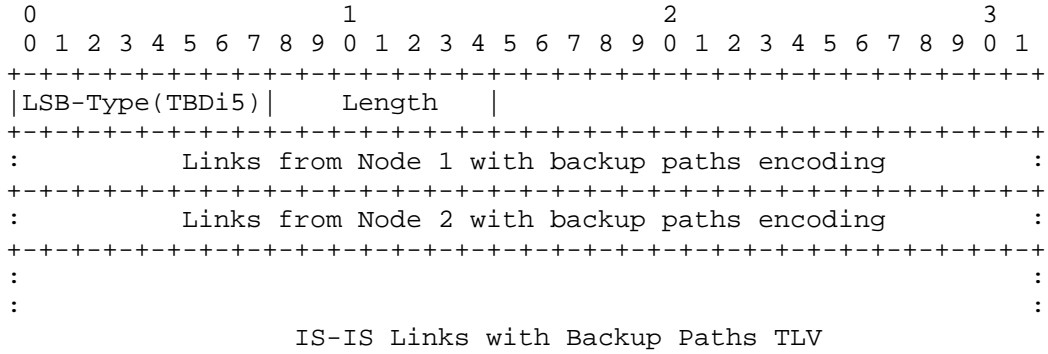 0                   1                   2                   3
 0 1 2 3 4 5 6 7 8 9 0 1 2 3 4 5 6 7 8 9 0 1 2 3 4 5 6 7 8 9 0 1
+-+-+-+-+-+-+-+-+-+-+-+-+-+-+-+-+-+-+-+-+-+-+-+-+-+-+-+-+-+-+-+-+
|LSB-Type(TBDi5)|    Length     |
+-+-+-+-+-+-+-+-+-+-+-+-+-+-+-+-+-+-+-+-+-+-+-+-+-+-+-+-+-+-+-+-+
:          Links from Node 1 with backup paths encoding         :
+-+-+-+-+-+-+-+-+-+-+-+-+-+-+-+-+-+-+-+-+-+-+-+-+-+-+-+-+-+-+-+-+
:          Links from Node 2 with backup paths encoding         :
+-+-+-+-+-+-+-+-+-+-+-+-+-+-+-+-+-+-+-+-+-+-+-+-+-+-+-+-+-+-+-+-+
:                                                               :
:                                                               :
                 IS-IS Links with Backup Paths TLV